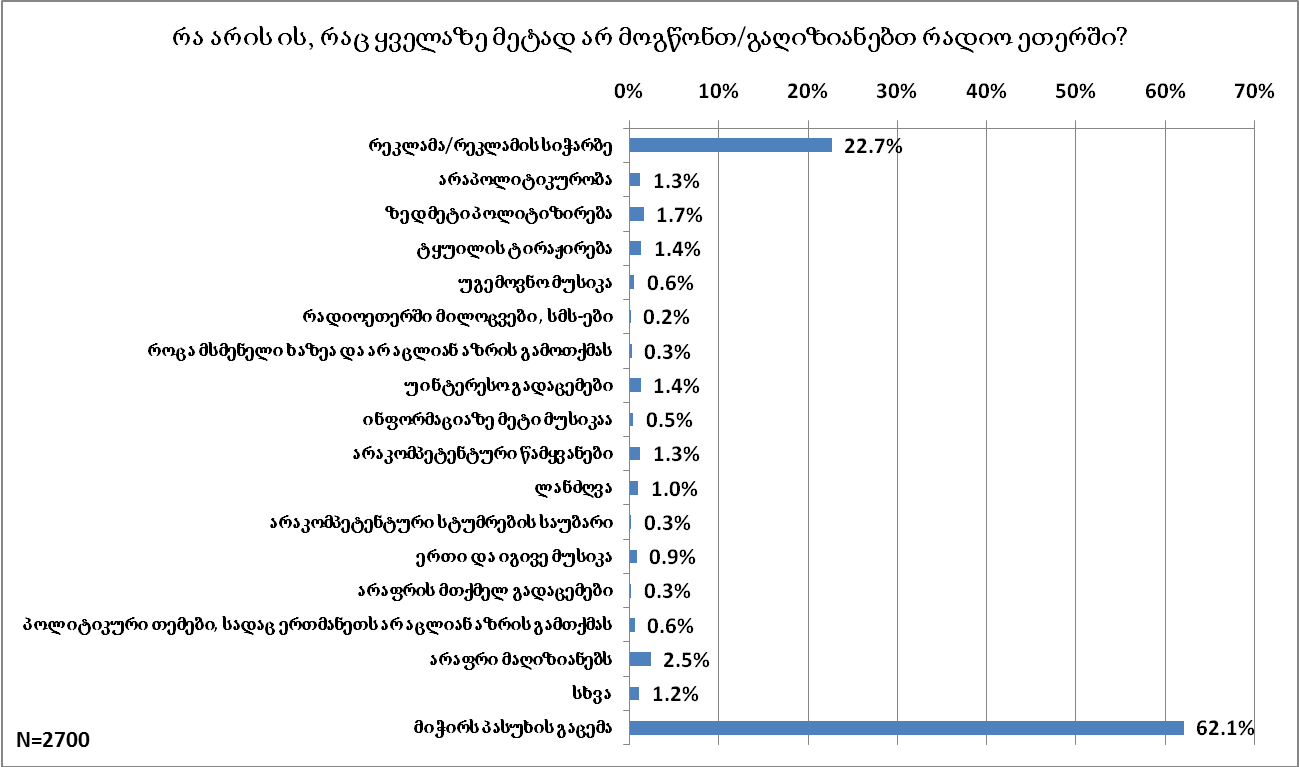 რა არის ის, რაც ყველაზე მეტად არ მოგწონთ/გაღიზიანებთ რადიო ეთერში?
0% 10% 20% 30% 40% 50% 60% 70%
რეკლამა/რეკლამის სიჭარბე 22.7%
არაპოლიტიკურობა 1.3%
ზედმეტი პოლიტიზირება 1.7%
ტყუილის ტირაჟირება 1.4%
უგემოვნო მუსიკა 0.6%
რადიოეთერში მილოცვები, სმს-ები 0.2%
როცა მსმენელი ხაზეა და არ აცლიან აზრის გამოთქმას 0.3%
უინტერესო გადაცემები 1.4%
ინფორმაციაზე მეტი მუსიკაა 0.5%
არაკომპეტენტური წამყვანები 1.3%
ლანძღვა 1.0%
არაკომპეტენტური სტუმრების საუბარი 0.3%
ერთი და იგივე მუსიკა 0.9%
არაფრის მთქმელ გადაცემები 0.3%
პოლიტიკური თემები, სადაც ერთმანეთს არ აცლიან აზრის გამთქმას 0.6%
არაფრი მაღიზიანებს 2.5%
სხვა 1.2%
მიჭირს პასუხის გაცემა 62.1%
N=2700